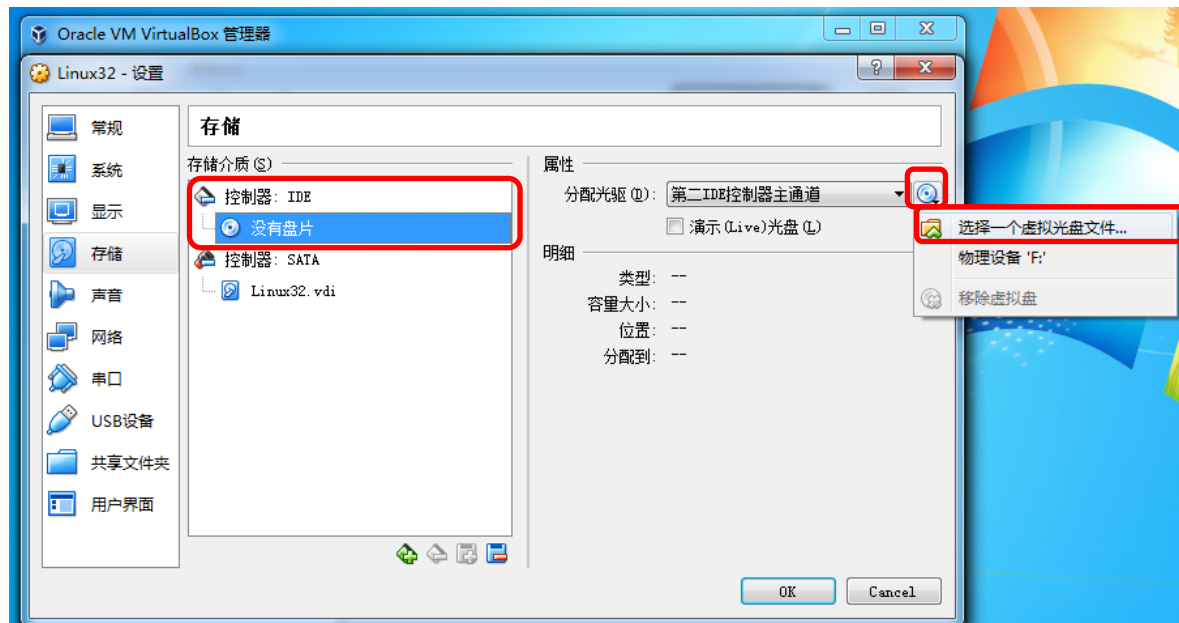 Oracle VM VirtualBox 管理器
Linux32 - 设置
常规
系统
显示
存储
声音
网络
串口
USB设备
共享文件夹
用户界面
存储
存储介质(S)
控制器: IDE
没有盘片
控制器: SATA
Linux32.vdi
属性
分配光驱(D): 第二IDE控制器主通道
演示(Live)光盘(L)
明细
类型: --
容量大小: --
位置: --
分配到: --
选择一个虚拟光盘文件...
物理设备 'F:'
移除虚拟盘
OK
Cancel